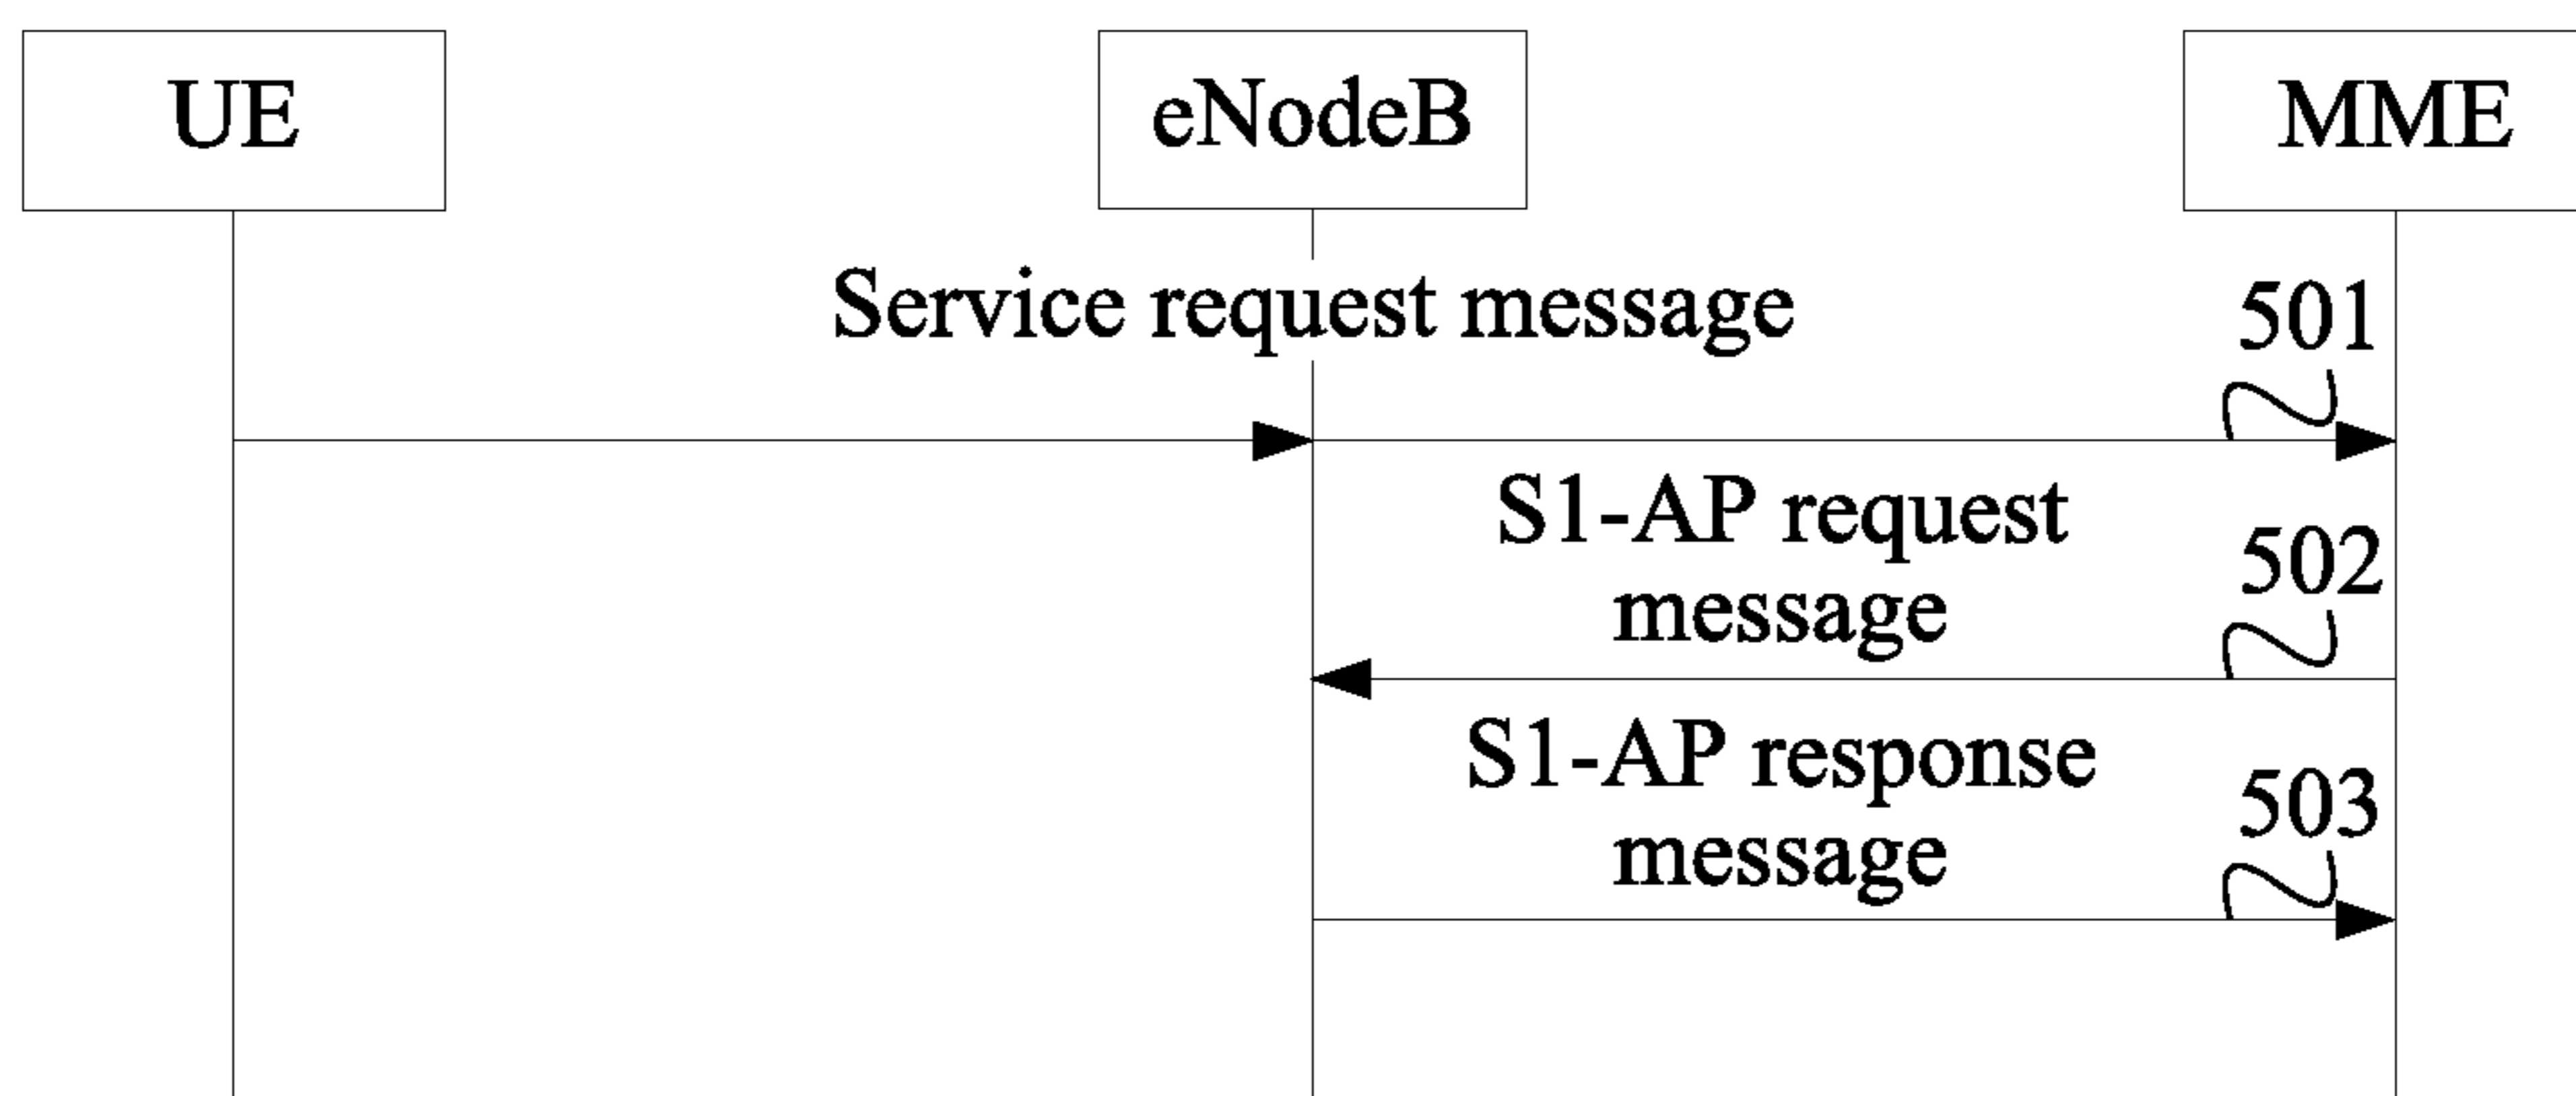 UE
eNodeB
MME
Service request message
501
S1-AP request
message
502
S1-AP response
message
503